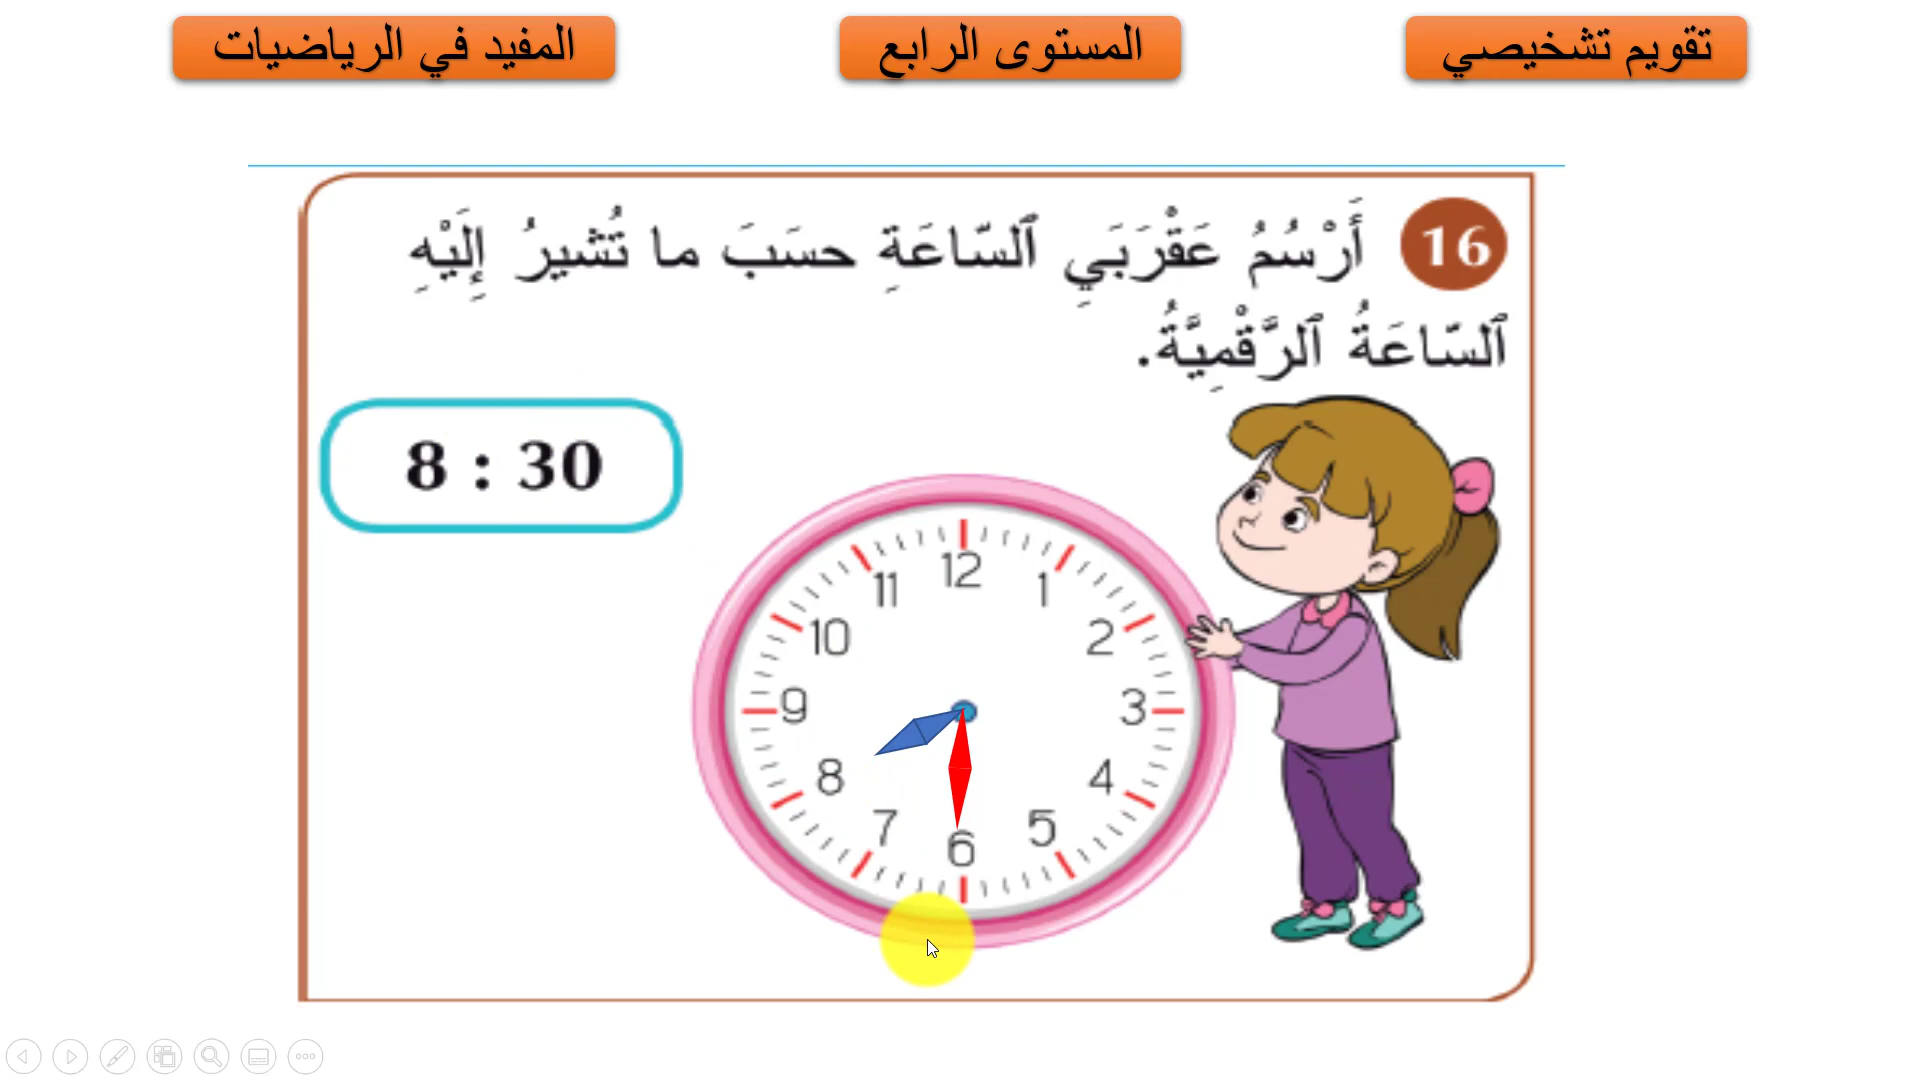 تقويم تشخيصي
المستوى الرابع
المفيد في الرياضيات
16 أَرْسُمُ عَقْرَبَيِ ٱلسّاعَةِ حسَبَ ما تُشيرُ إِلَيْهِ
ٱلسّاعَةُ ٱلرَّقْمِيَّةُ.
8 : 30
12
1
2
3
4
5
6
7
8
9
10
11